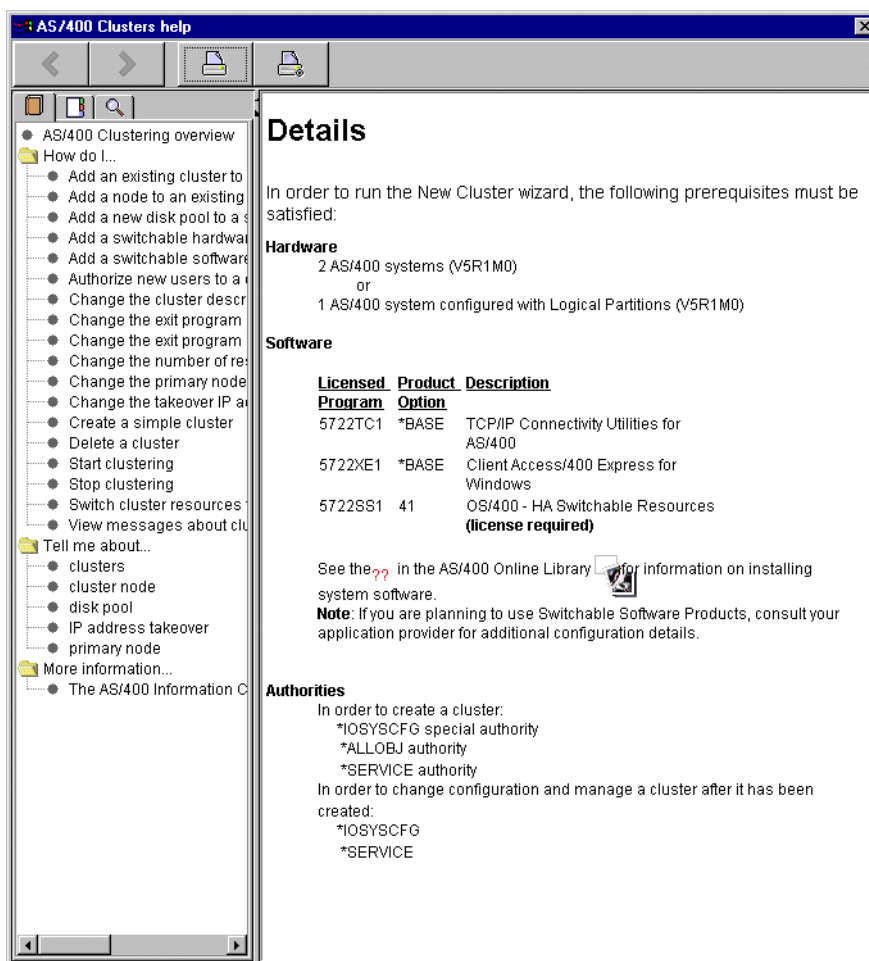 AS/400 Clusters help
AS/400 Clustering overview
How do I...
Add an existing cluster to
Add a node to an existing
Add a new disk pool to a s
Add a switchable hardwar
Add a switchable software
Authorize new users to a
Change the cluster descr
Change the exit program
Change the exit program
Change the number of re
Change the primary node
Change the takeover IP a
Create a simple cluster
Delete a cluster
Start clustering
Stop clustering
Switch cluster resources
View messages about clu
Tell me about...
clusters
cluster node
disk pool
IP address takeover
primary node
More information...
The AS/400 Information C
Details
In order to run the New Cluster wizard, the following prerequisites must be
satisfied:
Hardware
2 AS/400 systems (V5R1M0)
or
1 AS/400 system configured with Logical Partitions (V5R1M0)
Software
Licensed Product Description
Program Option
5722TC1 *BASE TCP/IP Connectivity Utilities for
AS/400
5722XE1 *BASE Client Access/400 Express for
Windows
5722SS1 41 OS/400 - HA Switchable Resources
(license required)
See the ?? in the AS/400 Online Library for information on installing
system software.
Note: If you are planning to use Switchable Software Products, consult your
application provider for additional configuration details.
Authorities
In order to create a cluster:
*IOSYSCFG special authority
*ALLOBJ authority
*SERVICE authority
In order to change configuration and manage a cluster after it has been
created:
*IOSYSCFG
*SERVICE